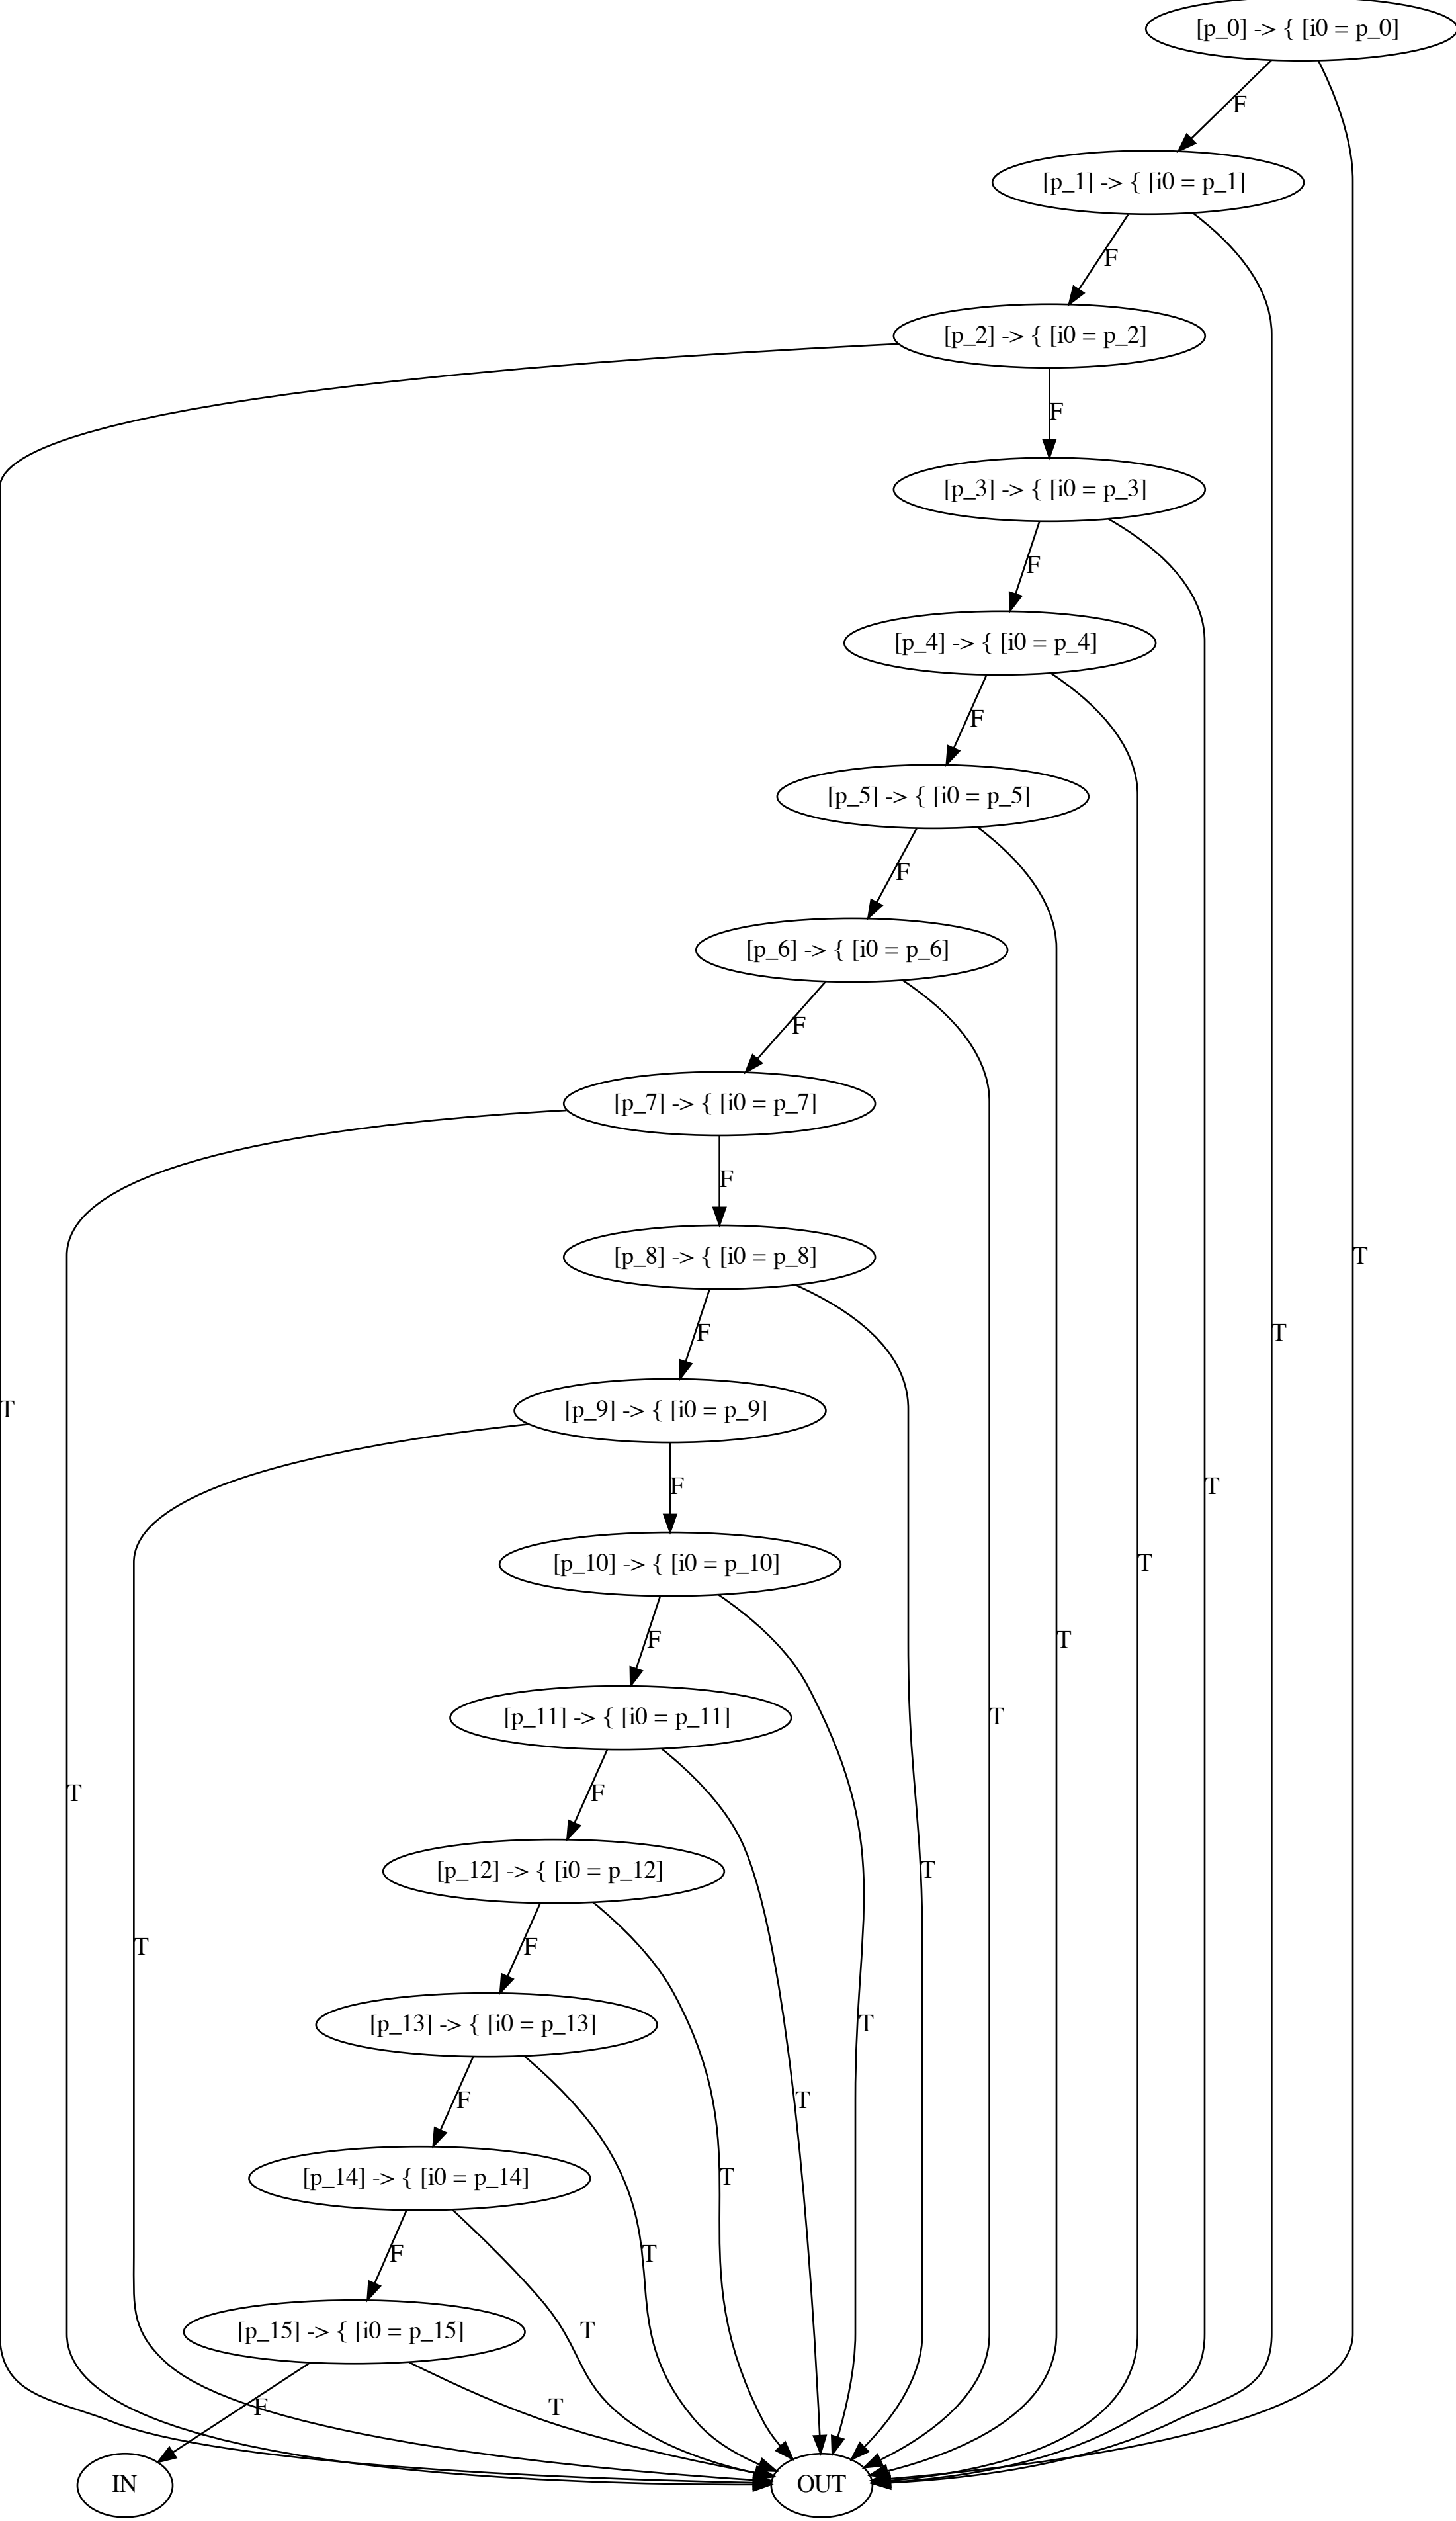 [p_0] -> { [i0 = p_0]
F
[p_1] -> { [i0 = p_1]
F
[p_2] -> { [i0 = p_2]
F
[p_3] -> { [i0 = p_3]
F
[p_4] -> { [i0 = p_4]
F
[p_5] -> { [i0 = p_5]
F
[p_6] -> { [i0 = p_6]
F
[p_7] -> { [i0 = p_7]
F
T
[p_8] -> { [i0 = p_8]
F
T
T
[p_9] -> { [i0 = p_9]
F
T
[p_10] -> { [i0 = p_10]
T
F
T
[p_11] -> { [i0 = p_11]
T
T
F
[p_12] -> { [i0 = p_12]
T
T
F
[p_13] -> { [i0 = p_13]
T
F
T
[p_14] -> { [i0 = p_14]
T
F
T
[p_15] -> { [i0 = p_15]
T
F
T
IN
OUT